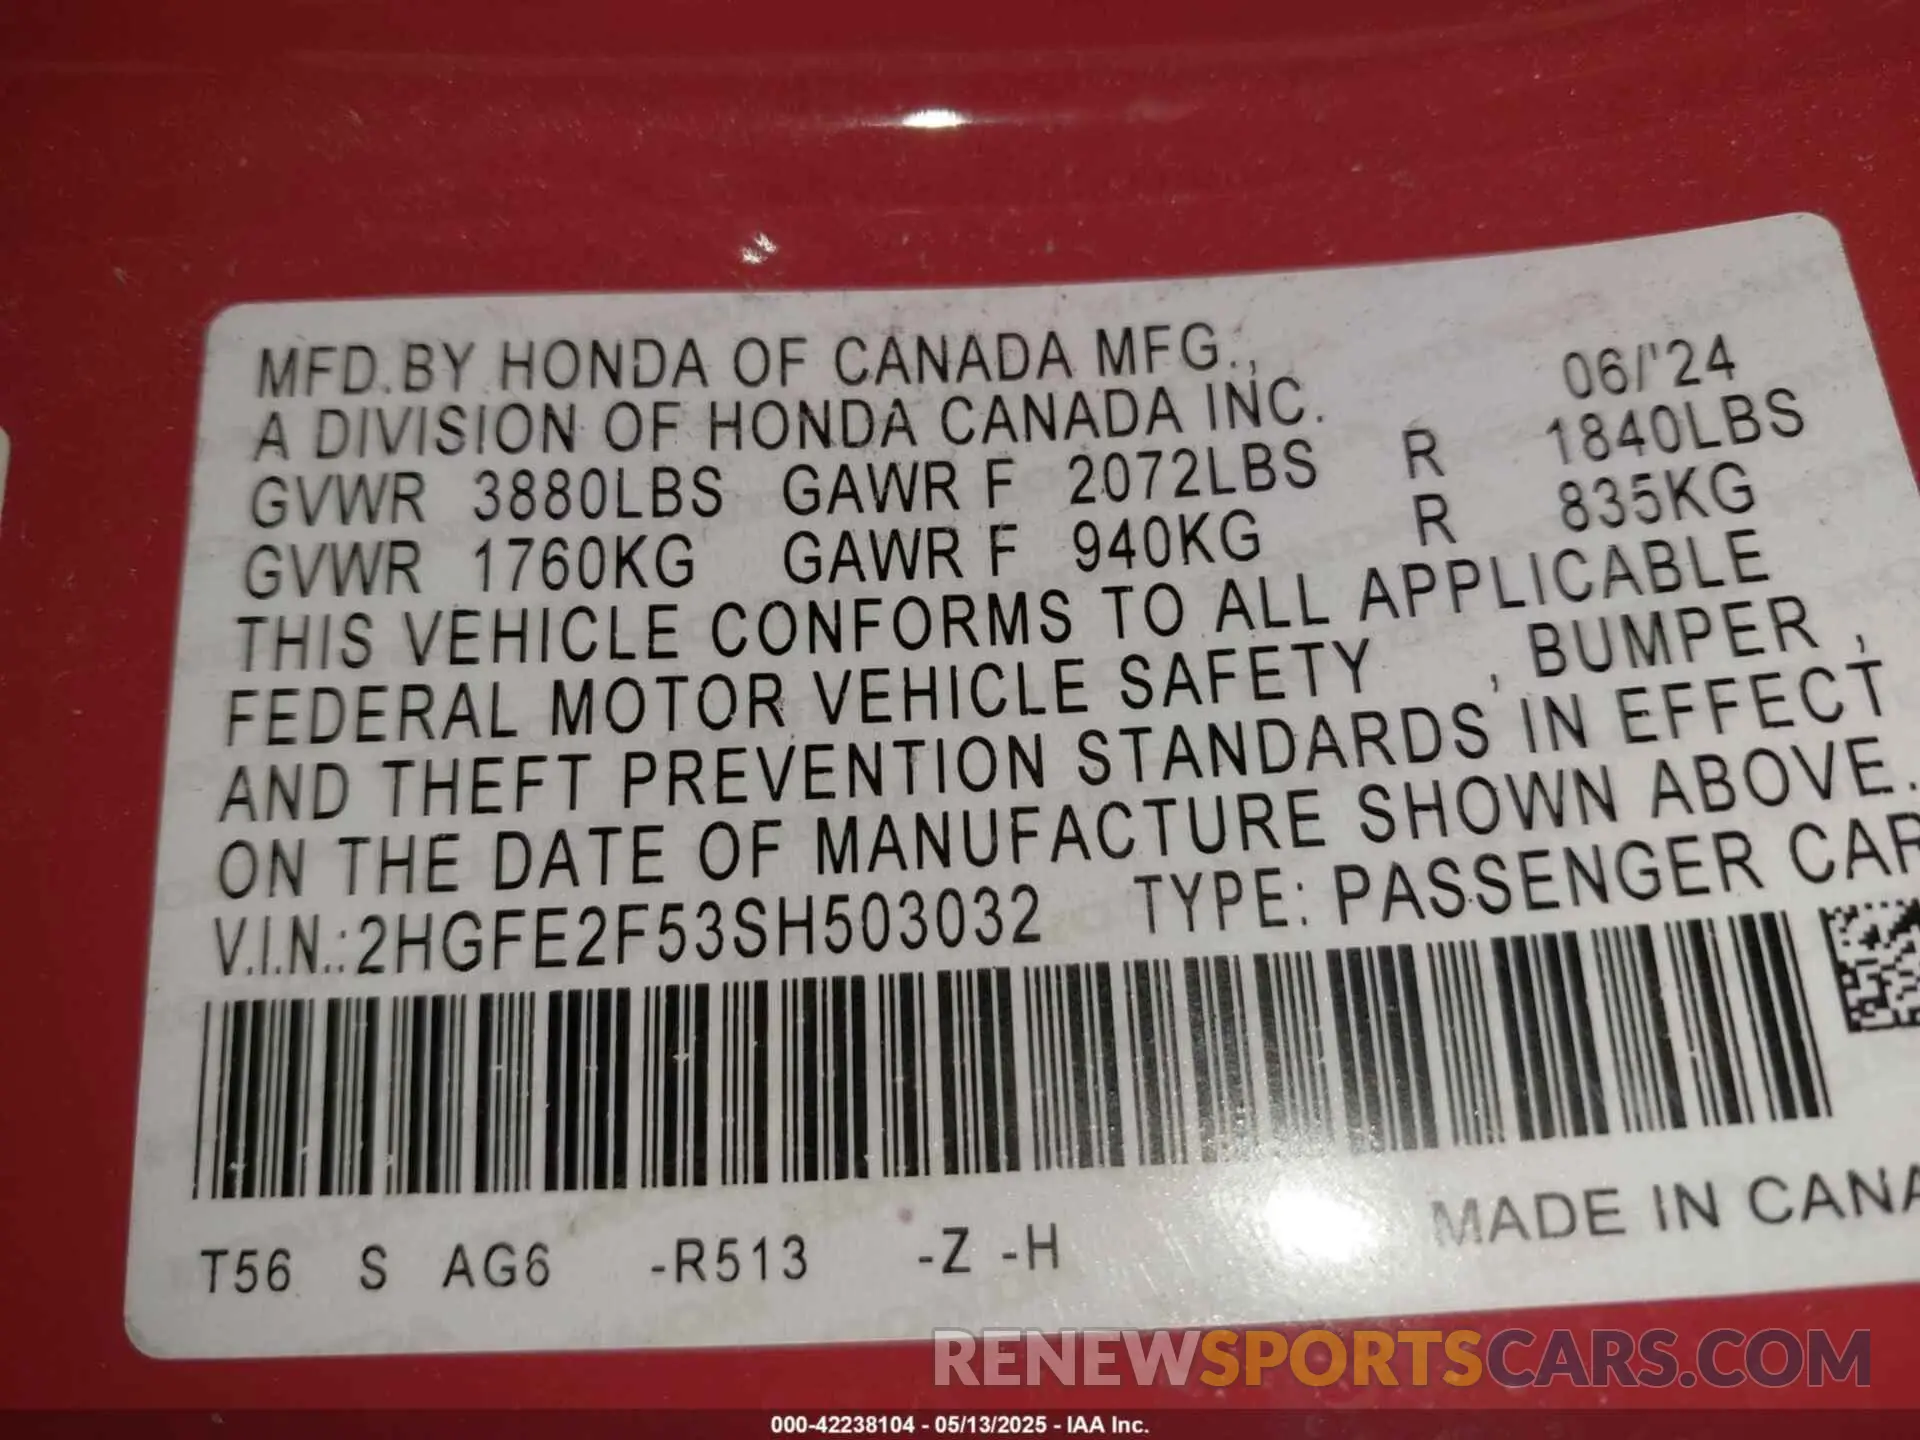 MFD.BY HONDA OF CANADA MFG.,
A DIVISION OF HONDA CANADA INC. 06/'24
GVWR 3880LBS GAWR F 2072LBS R 1840LBS
GVWR 1760KG GAWR F 940KG R 835KG
THIS VEHICLE CONFORMS TO ALL APPLICABLE
FEDERAL MOTOR VEHICLE SAFETY , BUMPER ,
AND THEFT PREVENTION STANDARDS IN EFFECT
ON THE DATE OF MANUFACTURE SHOWN ABOVE.
V.I.N.:2HGFE2F53SH503032 TYPE: PASSENGER CAR
MADE IN CANA
T56 S AG6 -R513 -Z -H
RENEWSPORTSCARS.COM
000-42238104 - 05/13/2025 - IAA Inc.